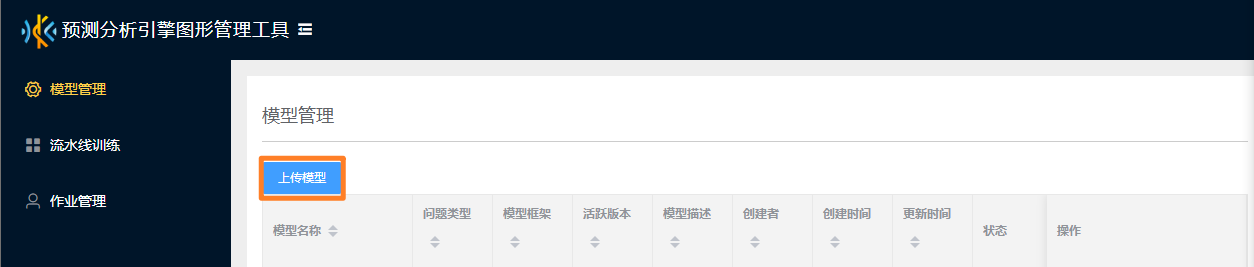 预测分析引擎图形管理工具
模型管理
流水线训练
作业管理
模型管理
上传模型
模型名称 问题类型 模型框架 活跃版本 模型描述 创建者 创建时间 更新时间 状态 操作